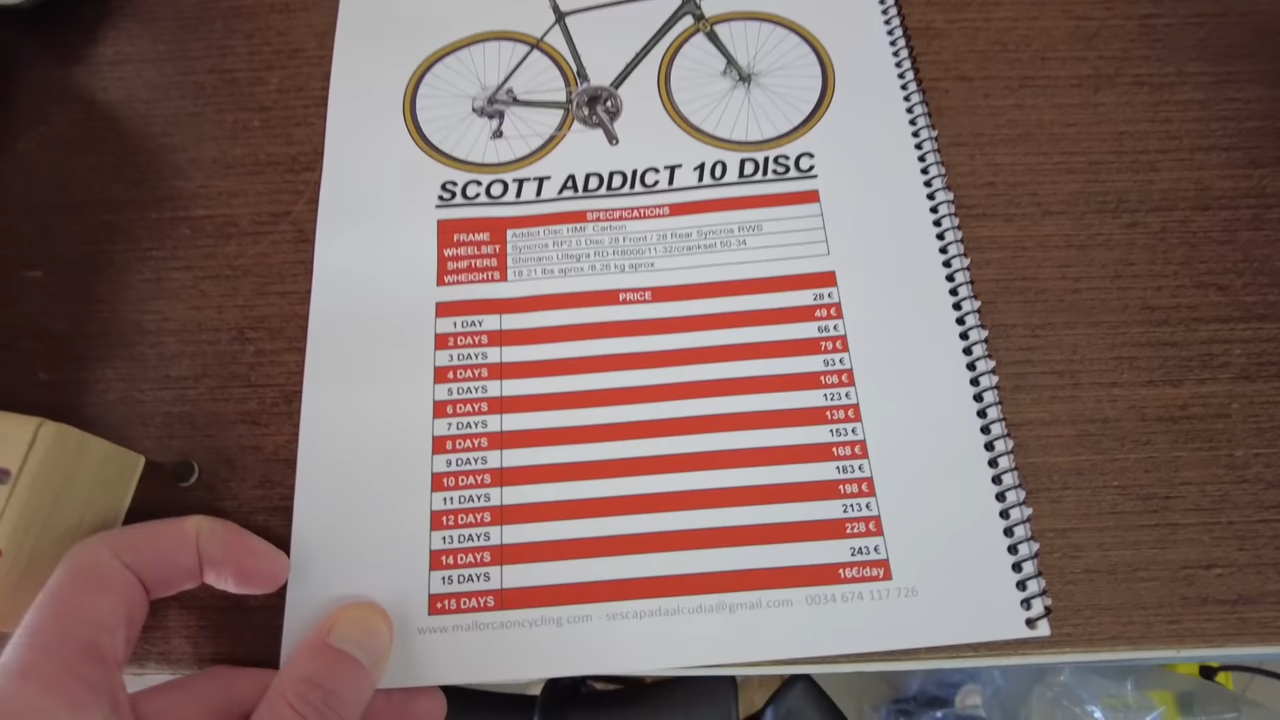 SCOTT ADDICT 10 DISC
SPECIFICATIONS
FRAME Addict Disc HMF Carbon
WHEELSET Syncros RP2.0 Disc 28 Front / 28 Rear Syncros RWS
SHIFTERS Shimano Ultegra RD-R8000/11-32/crankset 50-34
WHEIGHTS 18.21 lbs aprox./8.26 kg aprox
PRICE
1 DAY 28 €
2 DAYS 49 €
3 DAYS 66 €
4 DAYS 79 €
5 DAYS 93 €
6 DAYS 106 €
7 DAYS 123 €
8 DAYS 138 €
9 DAYS 153 €
10 DAYS 168 €
11 DAYS 183 €
12 DAYS 198 €
13 DAYS 213 €
14 DAYS 228 €
15 DAYS 243 €
+15 DAYS 16€/day
www.mallorcaoncycling.com - sescapadaalcudia@gmail.com - 0034 674 117 726